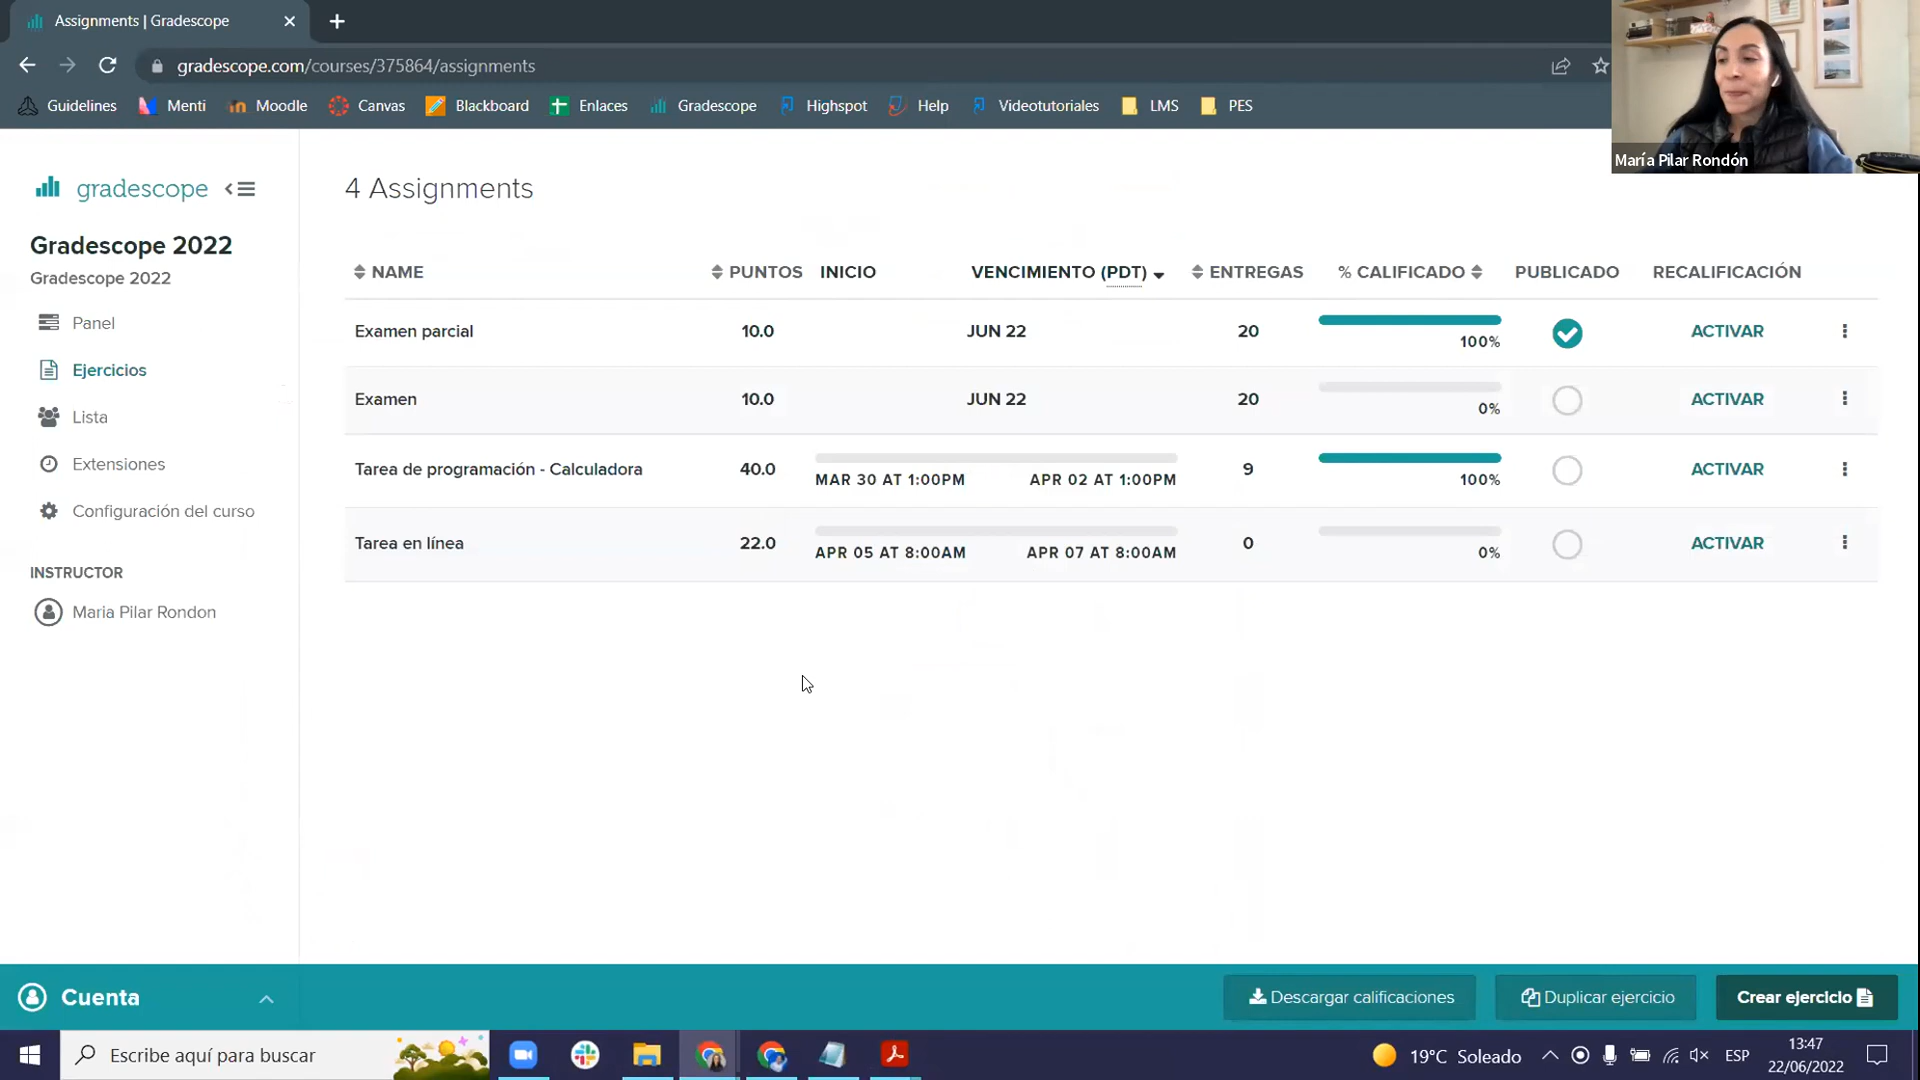 Assignments | Gradescope
gradescope.com/courses/375864/assignments
Guidelines Menti Moodle Canvas Blackboard Enlaces Gradescope Highspot Help Videotutoriales LMS PES
María Pilar Rondón
gradescope
Gradescope 2022
Gradescope 2022
Panel
Ejercicios
Lista
Extensiones
Configuración del curso
INSTRUCTOR
Maria Pilar Rondon
4 Assignments
NAME PUNTOS INICIO VENCIMIENTO (PDT) ENTREGAS % CALIFICADO PUBLICADO RECALIFICACIÓN
Examen parcial 10.0 JUN 22 20 100% ACTIVAR
Examen 10.0 JUN 22 20 0% ACTIVAR
Tarea de programación - Calculadora 40.0 MAR 30 AT 1:00PM APR 02 AT 1:00PM 9 100% ACTIVAR
Tarea en línea 22.0 APR 05 AT 8:00AM APR 07 AT 8:00AM 0 0% ACTIVAR
Cuenta Descargar calificaciones Duplicar ejercicio Crear ejercicio
Escribe aquí para buscar 19°C Soleado ESP 13:47
22/06/2022